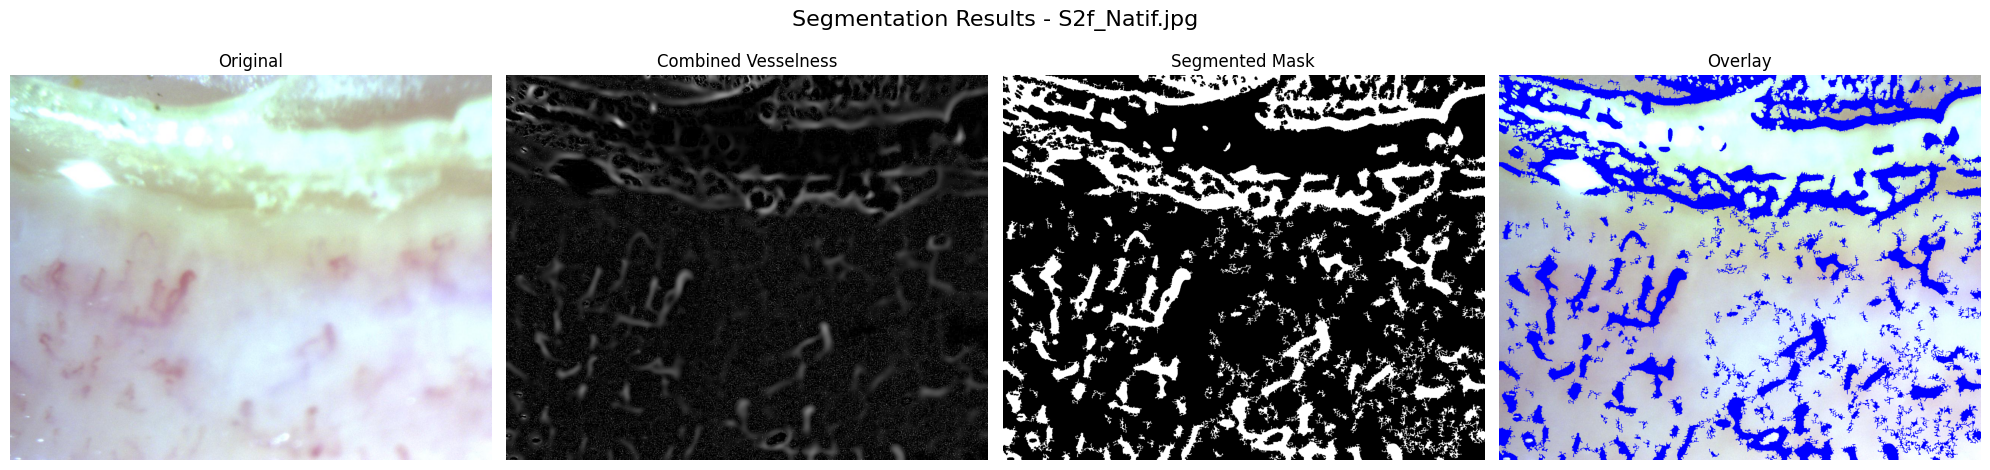 Segmentation Results - S2f_Natif.jpg
Original
Combined Vesselness
Segmented Mask
Overlay